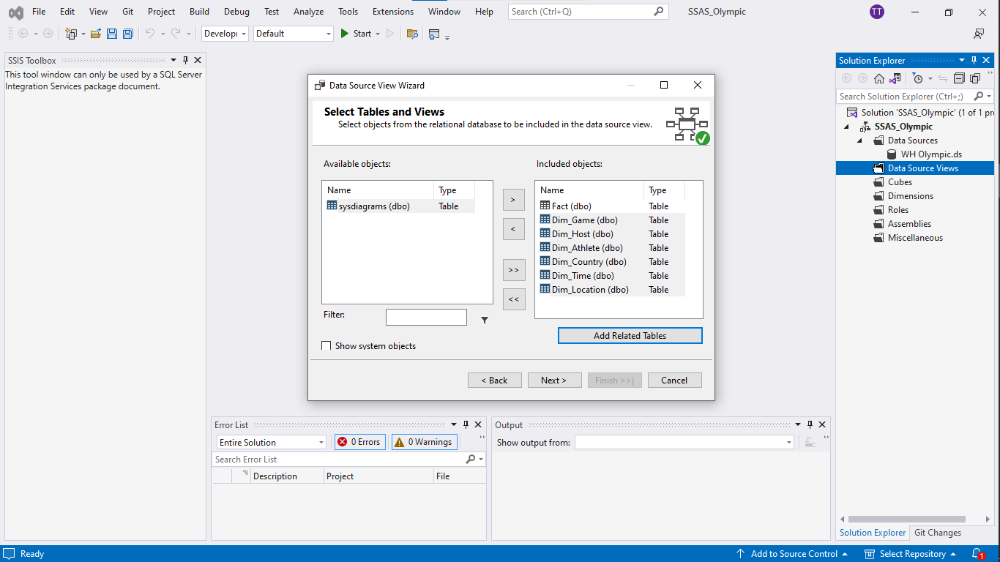 File Edit View Git Project Build Debug Test Analyze Tools Extensions Window Help Search (Ctrl+Q) SSAS_Olympic TT
Developi Default Start
SSIS Toolbox
This tool window can only be used by a SQL Server
Integration Services package document.
Data Source View Wizard
Select Tables and Views
Select objects from the relational database to be included in the data source view.
Available objects:
Name Type
sysdiagrams (dbo) Table
Filter:
Show system objects
>
<
>>
<<
Included objects:
Name Type
Fact (dbo) Table
Dim_Game (dbo) Table
Dim_Host (dbo) Table
Dim_Athlete (dbo) Table
Dim_Country (dbo) Table
Dim_Time (dbo) Table
Dim_Location (dbo) Table
Add Related Tables
< Back Next > Finish >>| Cancel
Error List
Entire Solution 0 Errors 0 Warnings
Search Error List
Description Project File
Output
Show output from:
Solution Explorer
Search Solution Explorer (Ctrl+;)
Solution 'SSAS_Olympic' (1 of 1 pr
SSAS_Olympic
Data Sources
WH Olympic.ds
Data Source Views
Cubes
Dimensions
Roles
Assemblies
Miscellaneous
Solution Explorer Git Changes
Ready Add to Source Control Select Repository 1